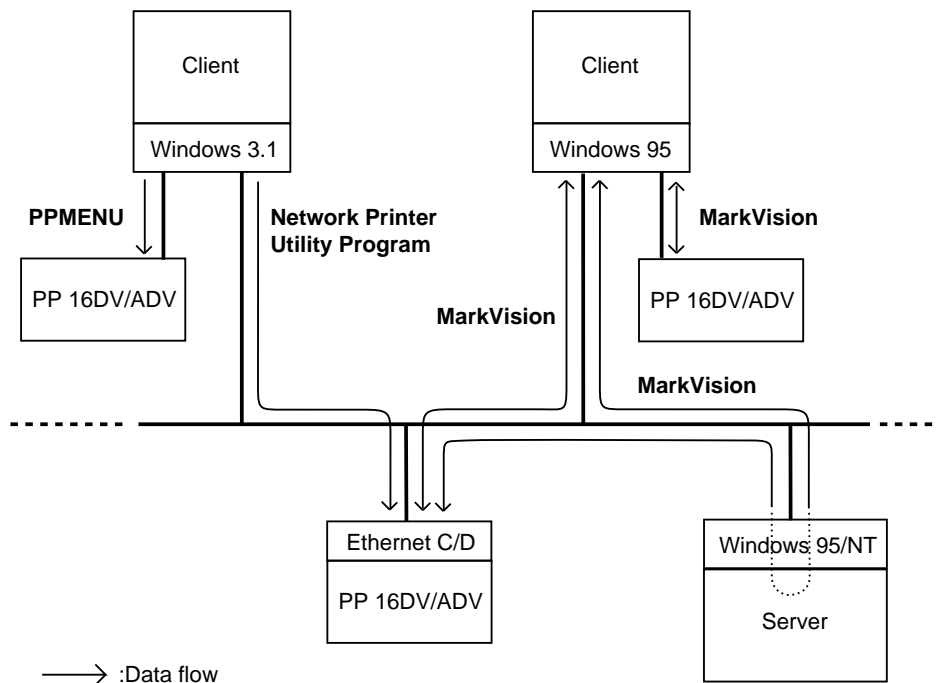 Client
Client
Windows 3.1
Windows 95
PPMENU
Network Printer
Utility Program
MarkVision
PP 16DV/ADV
PP 16DV/ADV
MarkVision
MarkVision
Ethernet C/D
Windows 95/NT
PP 16DV/ADV
Server
:Data flow